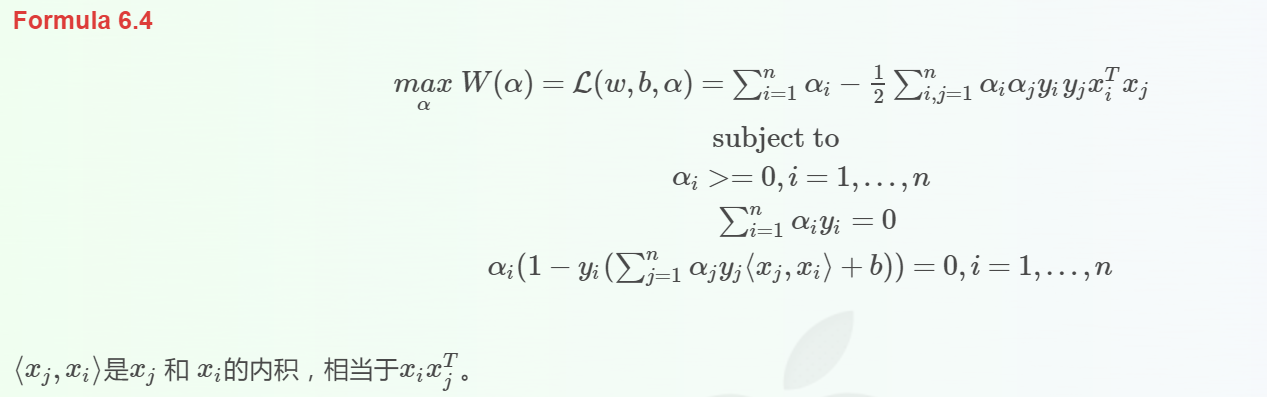 Formula 6.4
max_α W(α) = ℒ(w, b, α) = ∑_{i=1}^{n} α_i − 1/2 ∑_{i,j=1}^{n} α_i α_j y_i y_j x_i^T x_j
subject to
α_i >= 0, i = 1, . . . , n
∑_{i=1}^{n} α_i y_i = 0
α_i(1 − y_i(∑_{j=1}^{n} α_j y_j ⟨x_j, x_i⟩ + b)) = 0, i = 1, . . . , n
⟨x_j, x_i⟩是x_j 和 x_i的内积，相当于x_i x_j^T。